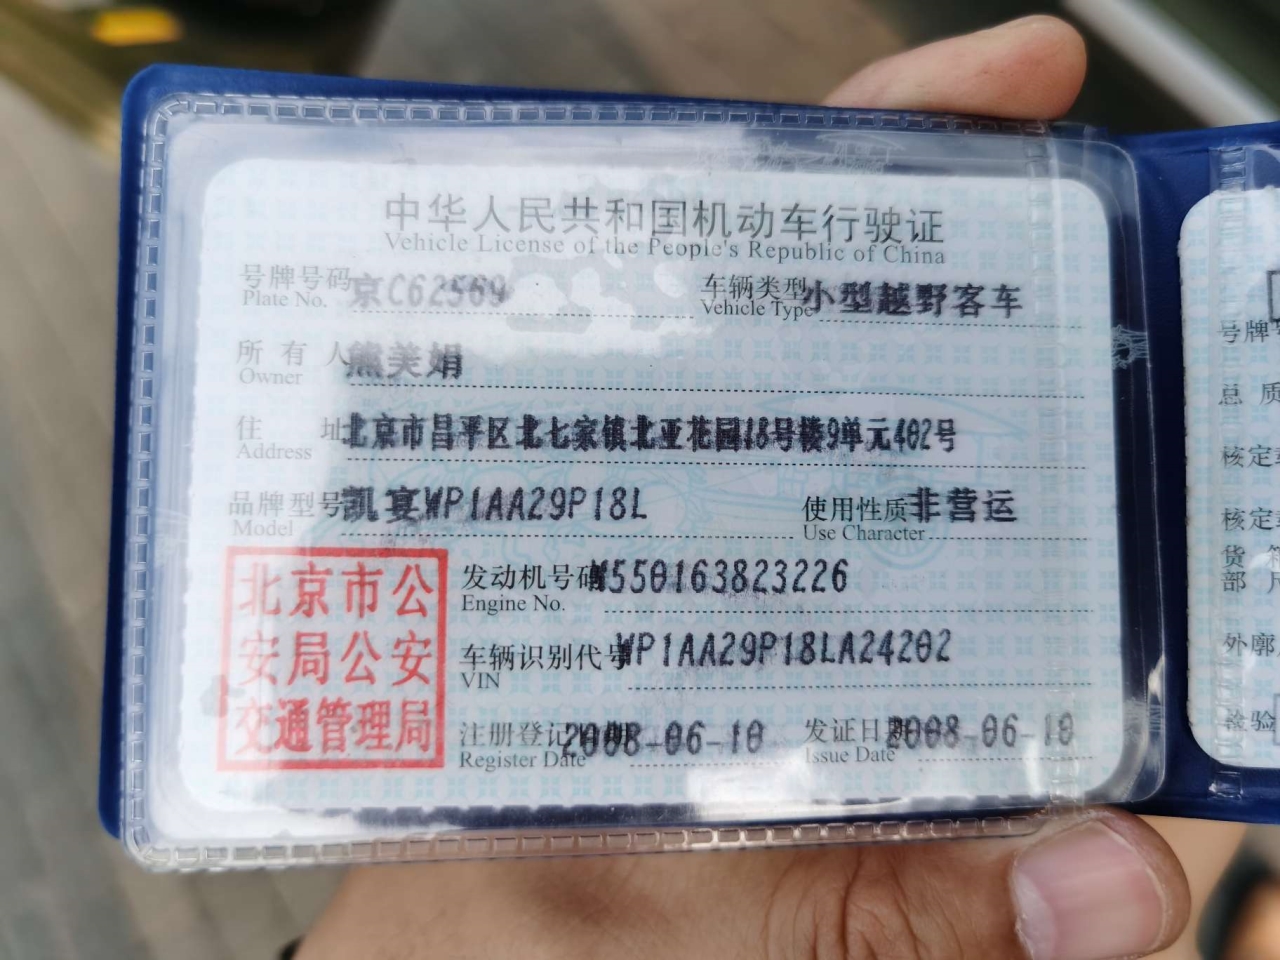 中华人民共和国机动车行驶证
Vehicle License of the People's Republic of China
号牌号码 京C62569 车辆类型 小型越野客车
Plate No. Vehicle Type
所有人 熊美娟
Owner
住址 北京市昌平区北七家镇北亚花园18号楼9单元402号
Address
品牌型号 凯宴WP1AA29P18L 使用性质 非营运
Model Use Character
北京市公
安局公安
交通管理局
发动机号码 M550163823226
Engine No.
车辆识别代号 WP1AA29P18LA24202
VIN
注册登记日期 2008-06-10 发证日期 2008-06-10
Register Date Issue Date
号牌
总质
核定
核定
货箱
部尺
外廓
检验